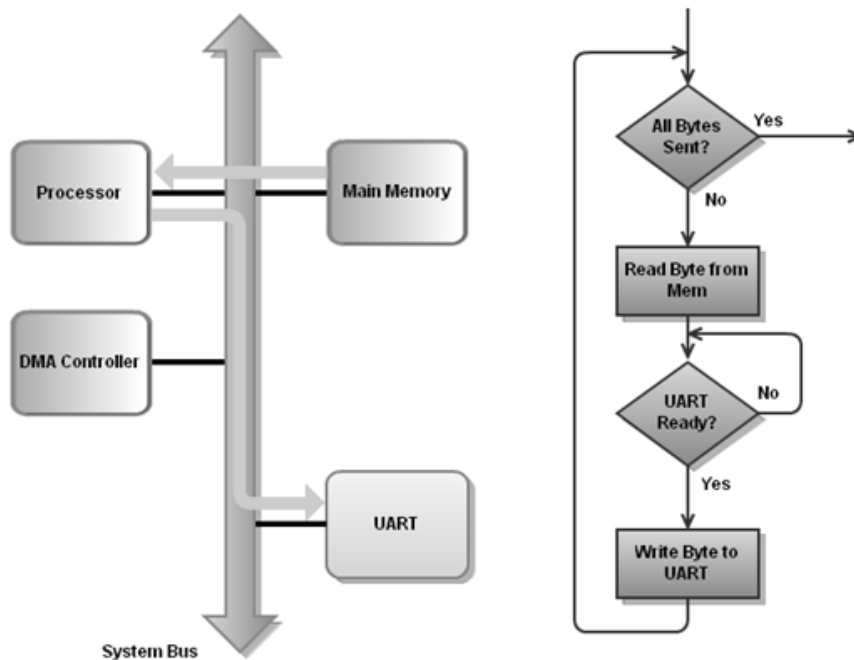 Processor
Main Memory
DMA Controller
UART
System Bus
All Bytes
Sent?
Yes
No
Read Byte from
Mem
UART
Ready?
No
Yes
Write Byte to
UART